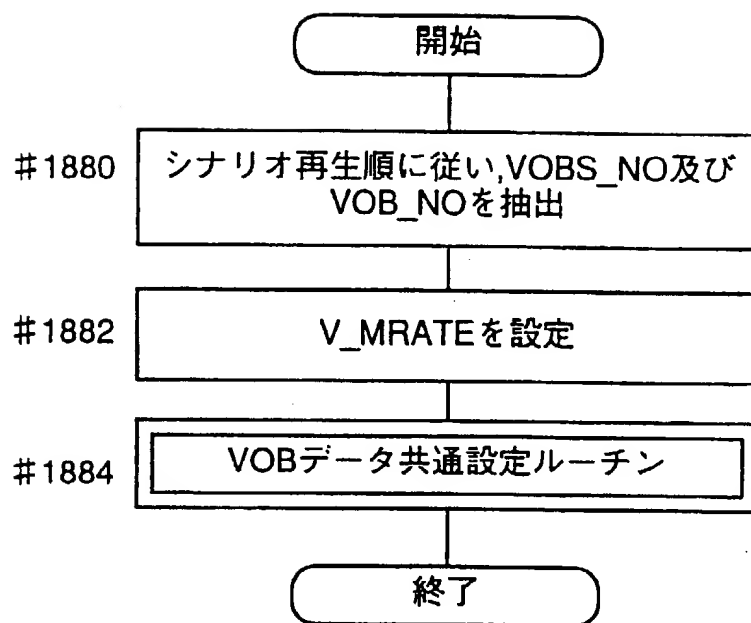 開始
#1880
シナリオ再生順に従い,VOBS_NO及び
VOB_NOを抽出
#1882
V_MRATEを設定
#1884
VOBデータ共通設定ルーチン
終了